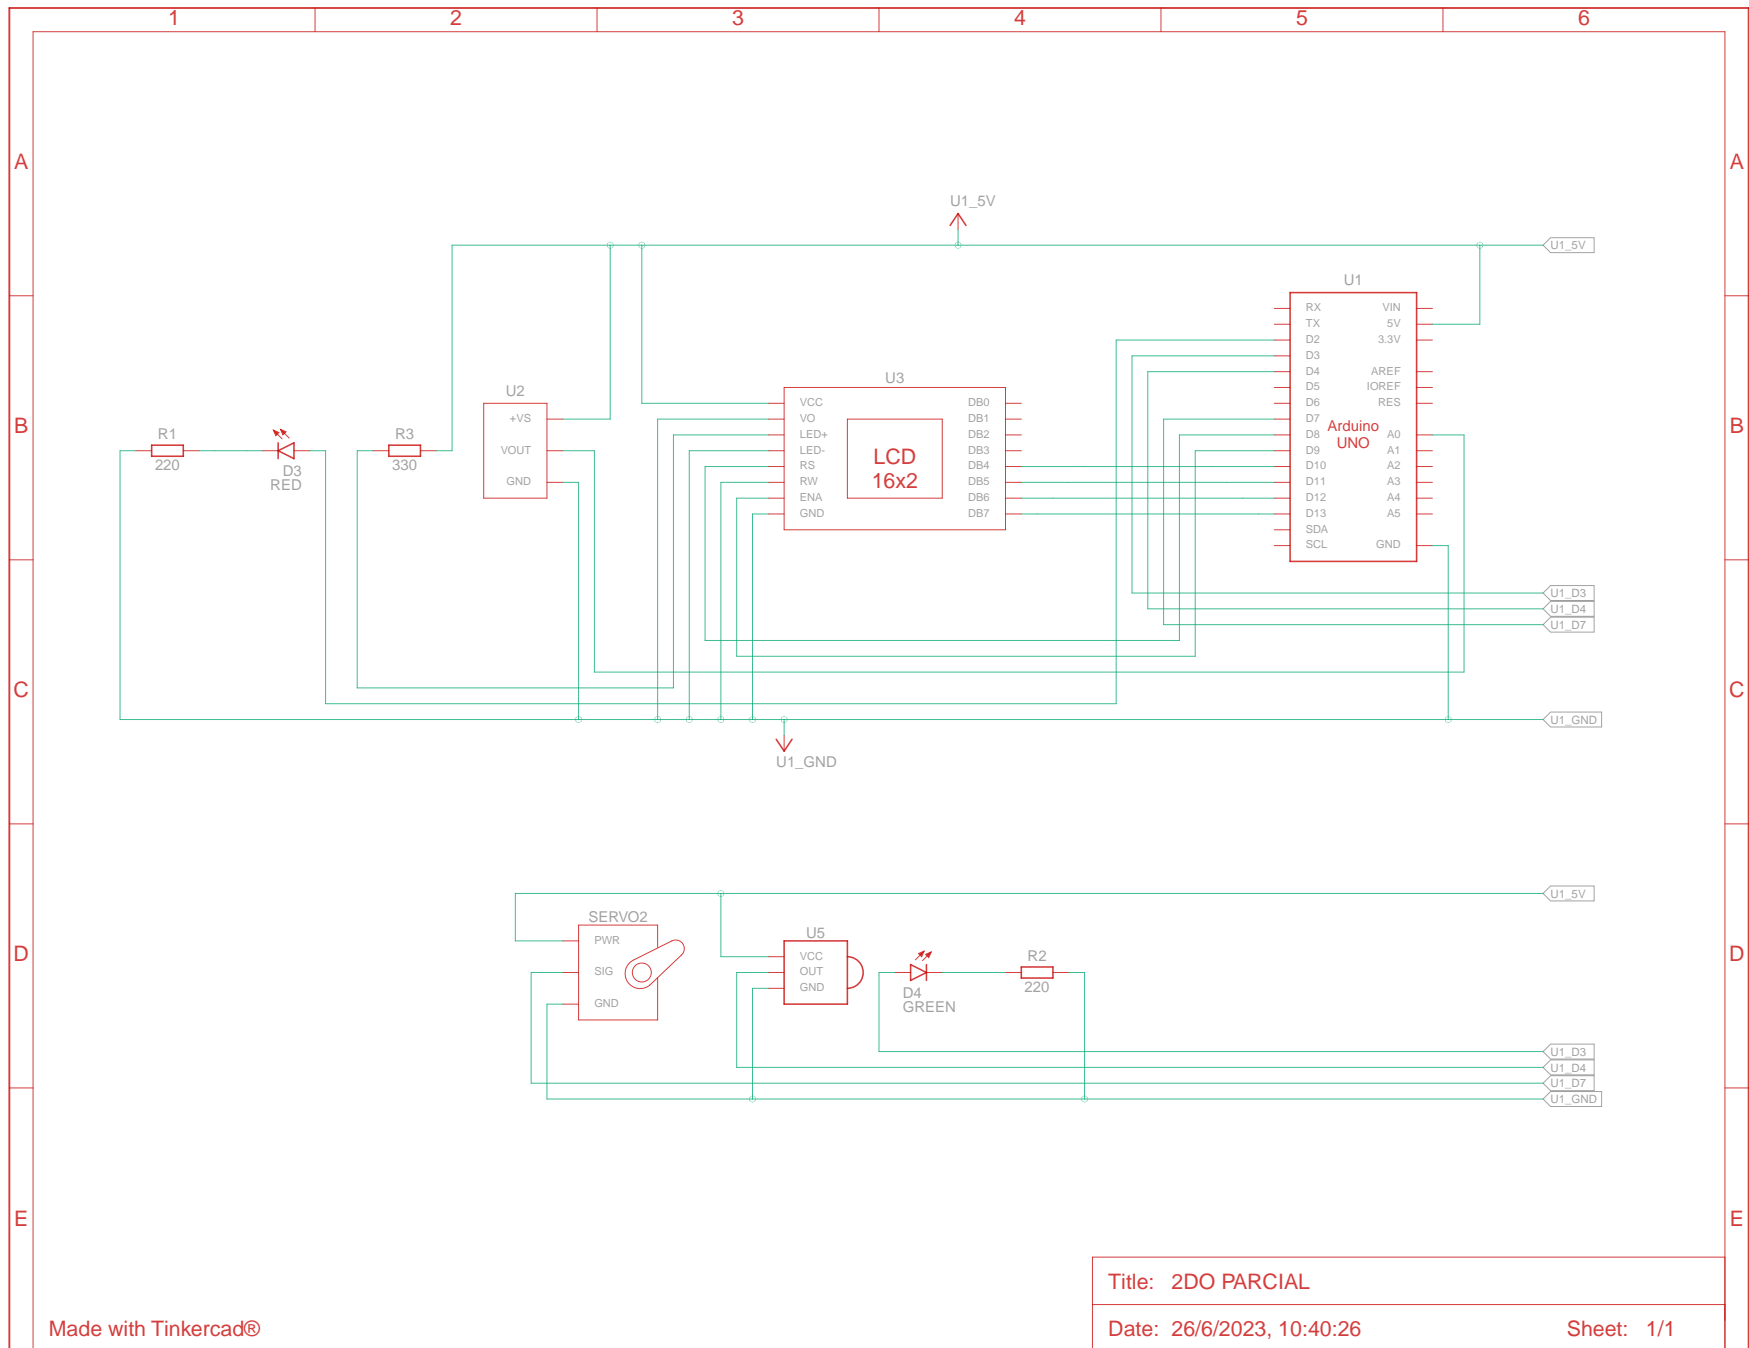 1 2 3 4 5 6
A A
U1_5V
U1_5V
U1
RX VIN
TX 5V
D2 3.3V
D3
D4 AREF
D5 IOREF
D6 RES
D7
D8 A0
D9 A1
D10 A2
D11 A3
D12 A4
D13 A5
SDA
SCL GND
Arduino
UNO
U3
VCC DB0
VO DB1
LED+ DB2
LED- DB3
RS DB4
RW DB5
ENA DB6
GND DB7
LCD
16x2
U2
+VS
VOUT
GND
B B
R1
220
D3
RED
R3
330
U1_D3
U1_D4
U1_D7
C C
U1_GND
U1_GND
U1_5V
D D
SERVO2
PWR
SIG
GND
U5
VCC
OUT
GND
D4
GREEN
R2
220
U1_D3
U1_D4
U1_D7
U1_GND
E E
Title: 2DO PARCIAL
Made with Tinkercad®
Date: 26/6/2023, 10:40:26 Sheet: 1/1